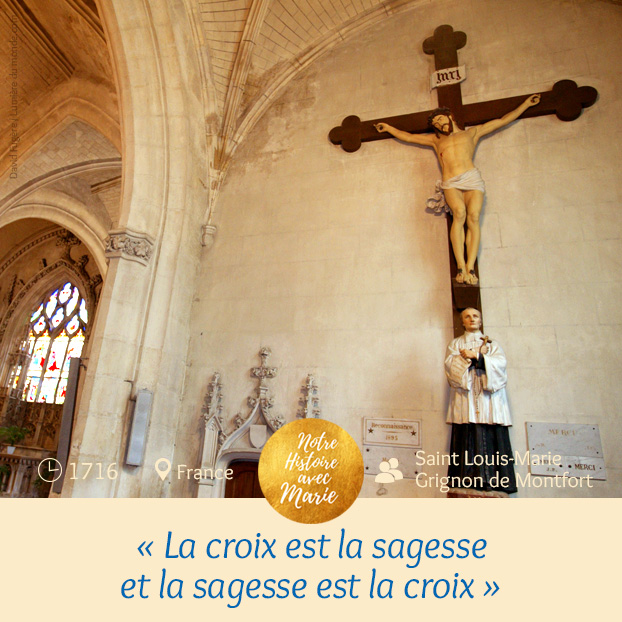 INRI
1716
France
Notre
Histoire
avec
Marie
Saint Louis-Marie
Grignon de Montfort
MERCI
« La croix est la sagesse
et la sagesse est la croix »